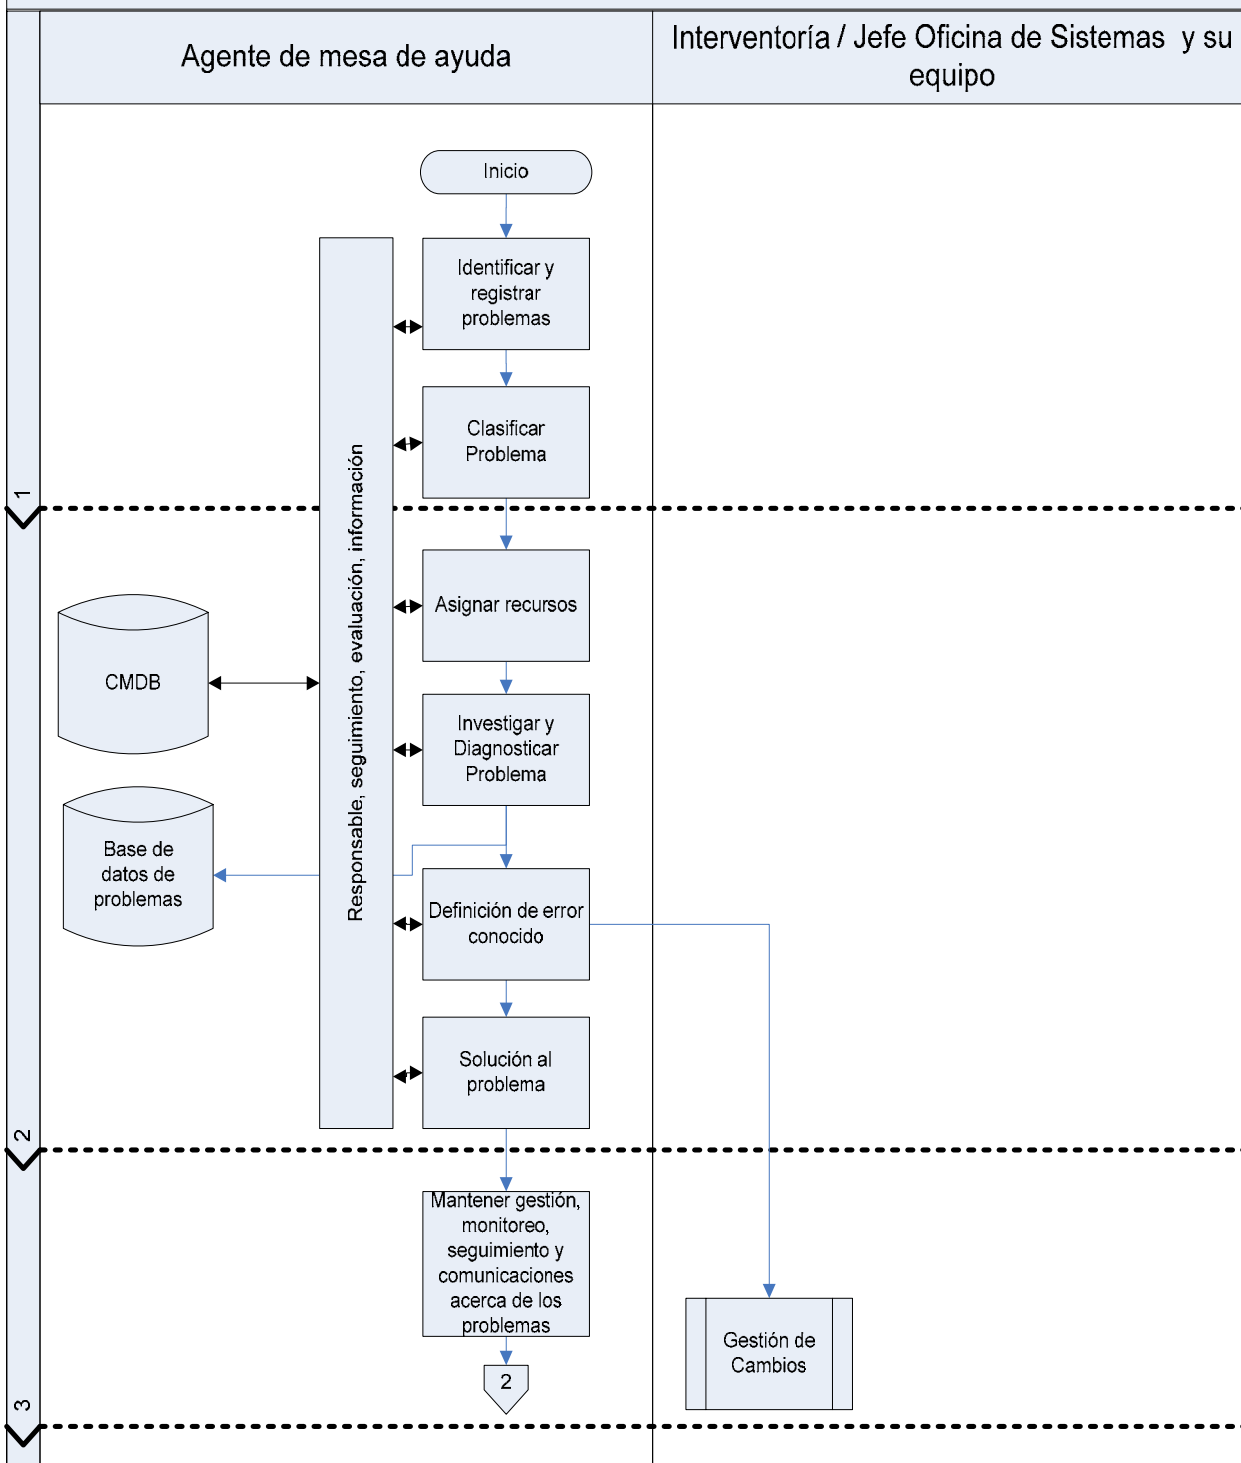 Agente de mesa de ayuda
Interventoría / Jefe Oficina de Sistemas y su
equipo
Inicio
Identificar y
registrar
problemas
Clasificar
Problema
1
Responsable, seguimiento, evaluación, información
Asignar recursos
CMDB
Investigar y
Diagnosticar
Problema
Base de
datos de
problemas
Definición de error
conocido
Solución al
problema
2
Mantener gestión,
monitoreo,
seguimiento y
comunicaciones
acerca de los
problemas
Gestión de
Cambios
2
3